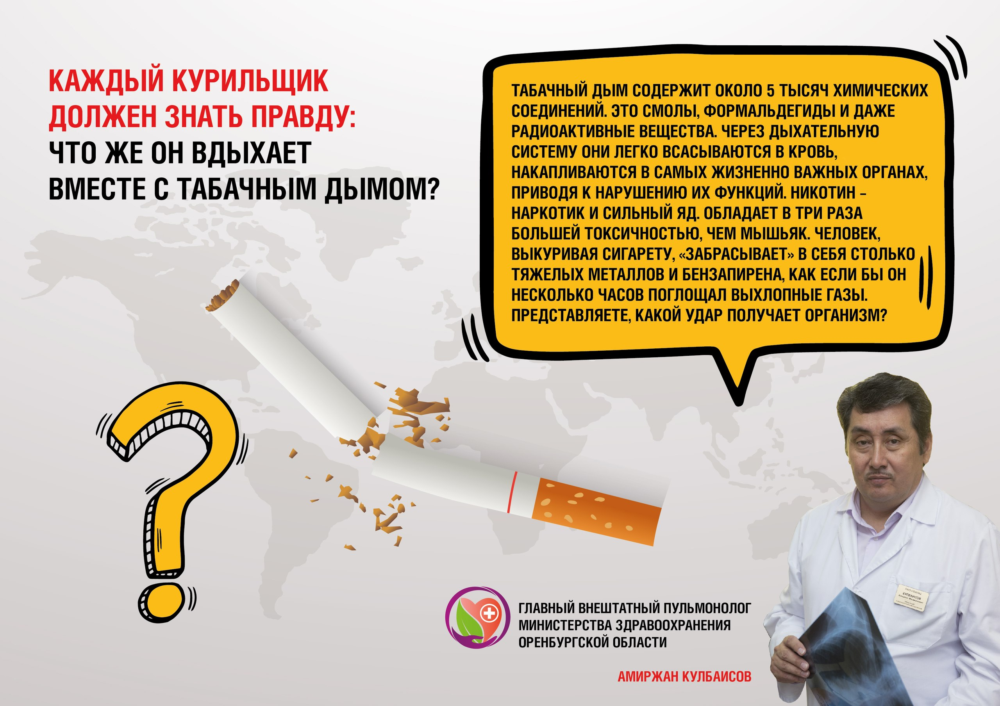 КАЖДЫЙ КУРИЛЬЩИК
ДОЛЖЕН ЗНАТЬ ПРАВДУ:
ЧТО ЖЕ ОН ВДЫХАЕТ
ВМЕСТЕ С ТАБАЧНЫМ ДЫМОМ?
ТАБАЧНЫЙ ДЫМ СОДЕРЖИТ ОКОЛО 5 ТЫСЯЧ ХИМИЧЕСКИХ
СОЕДИНЕНИЙ. ЭТО СМОЛЫ, ФОРМАЛЬДЕГИДЫ И ДАЖЕ
РАДИОАКТИВНЫЕ ВЕЩЕСТВА. ЧЕРЕЗ ДЫХАТЕЛЬНУЮ
СИСТЕМУ ОНИ ЛЕГКО ВСАСЫВАЮТСЯ В КРОВЬ,
НАКАПЛИВАЮТСЯ В САМЫХ ЖИЗНЕННО ВАЖНЫХ ОРГАНАХ,
ПРИВОДЯ К НАРУШЕНИЮ ИХ ФУНКЦИЙ. НИКОТИН –
НАРКОТИК И СИЛЬНЫЙ ЯД. ОБЛАДАЕТ В ТРИ РАЗА
БОЛЬШЕЙ ТОКСИЧНОСТЬЮ, ЧЕМ МЫШЬЯК. ЧЕЛОВЕК,
ВЫКУРИВАЯ СИГАРЕТУ, «ЗАБРАСЫВАЕТ» В СЕБЯ СТОЛЬКО
ТЯЖЕЛЫХ МЕТАЛЛОВ И БЕНЗАПИРЕНА, КАК ЕСЛИ БЫ ОН
НЕСКОЛЬКО ЧАСОВ ПОГЛОЩАЛ ВЫХЛОПНЫЕ ГАЗЫ.
ПРЕДСТАВЛЯЕТЕ, КАКОЙ УДАР ПОЛУЧАЕТ ОРГАНИЗМ?
КУЛБАИСОВ
ГЛАВНЫЙ ВНЕШТАТНЫЙ ПУЛЬМОНОЛОГ
МИНИСТЕРСТВА ЗДРАВООХРАНЕНИЯ
ОРЕНБУРГСКОЙ ОБЛАСТИ
АМИРЖАН КУЛБАИСОВ